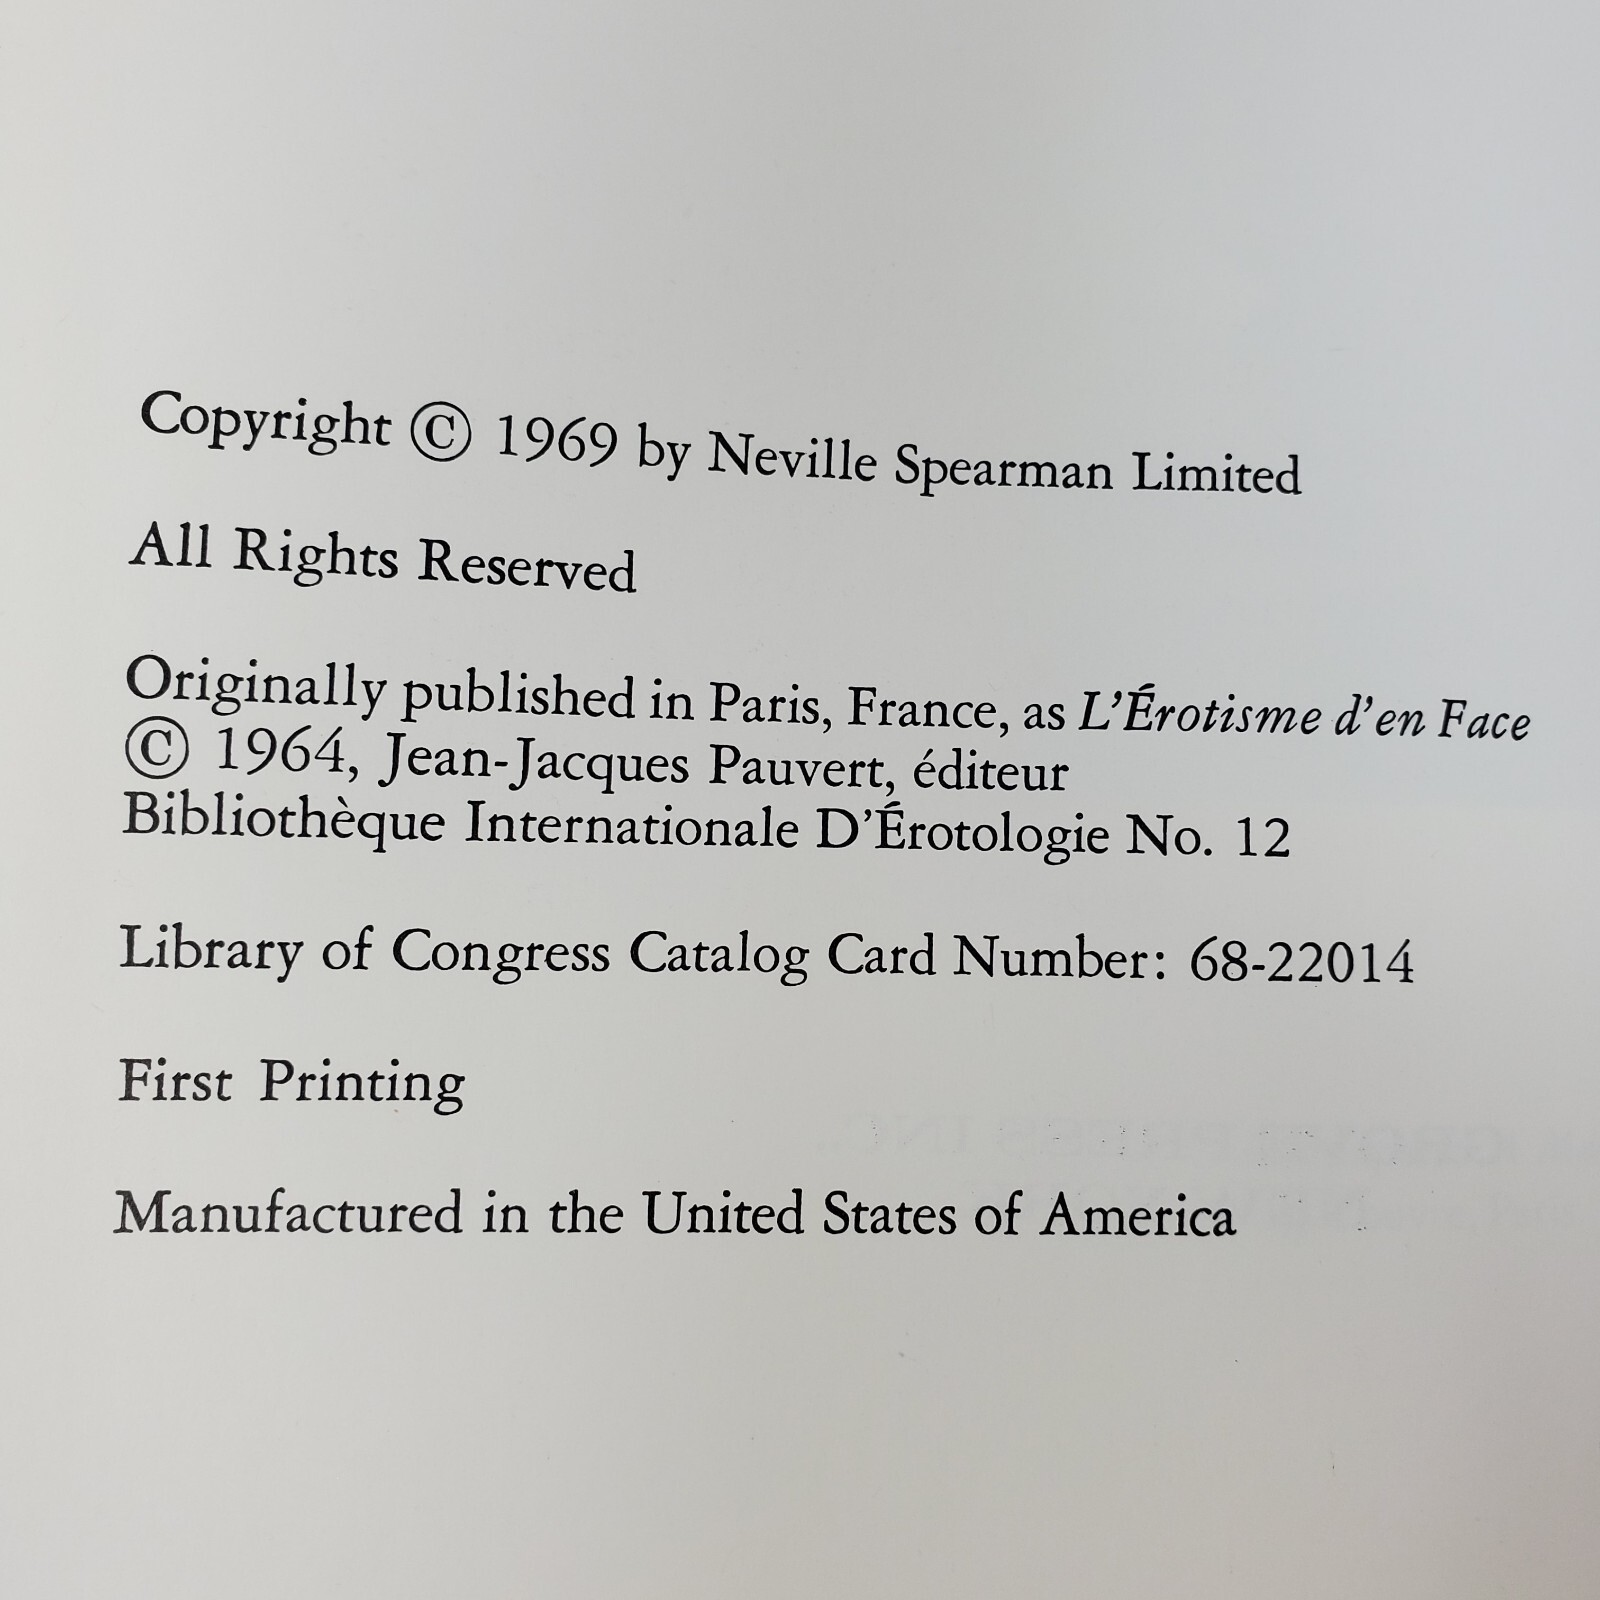 Copyright © 1969 by Neville Spearman Limited
All Rights Reserved
Originally published in Paris, France, as L'Érotisme d'en Face
© 1964, Jean-Jacques Pauvert, éditeur
Bibliothèque Internationale D'Érotologie No. 12
Library of Congress Catalog Card Number: 68-22014
First Printing
Manufactured in the United States of America